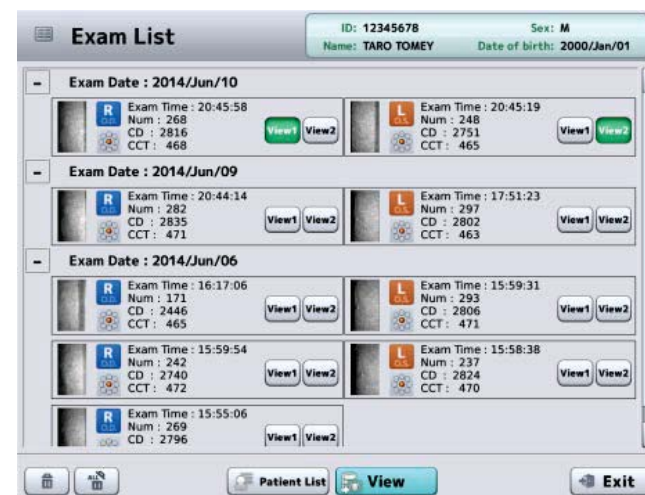 Exam List
ID: 12345678 Sex: M
Name: TARO TOMEY Date of birth: 2000/Jan/01
- Exam Date : 2014/Jun/10
R O.D. Exam Time : 20:45:58
Num : 268
CD : 2816
CCT : 468
View1 View2
L O.S. Exam Time : 20:45:19
Num : 248
CD : 2751
CCT : 465
View1 View2
- Exam Date : 2014/Jun/09
R O.D. Exam Time : 20:44:14
Num : 282
CD : 2835
CCT : 471
View1 View2
L O.S. Exam Time : 17:51:23
Num : 297
CD : 2802
CCT : 463
View1 View2
- Exam Date : 2014/Jun/06
R O.D. Exam Time : 16:17:06
Num : 171
CD : 2446
CCT : 465
View1 View2
L O.S. Exam Time : 15:59:31
Num : 293
CD : 2806
CCT : 471
View1 View2
R O.D. Exam Time : 15:59:54
Num : 242
CD : 2740
CCT : 472
View1 View2
L O.S. Exam Time : 15:58:38
Num : 237
CD : 2824
CCT : 470
View1 View2
R O.D. Exam Time : 15:55:06
Num : 269
CD : 2796
View1 View2
ALL Patient List View Exit